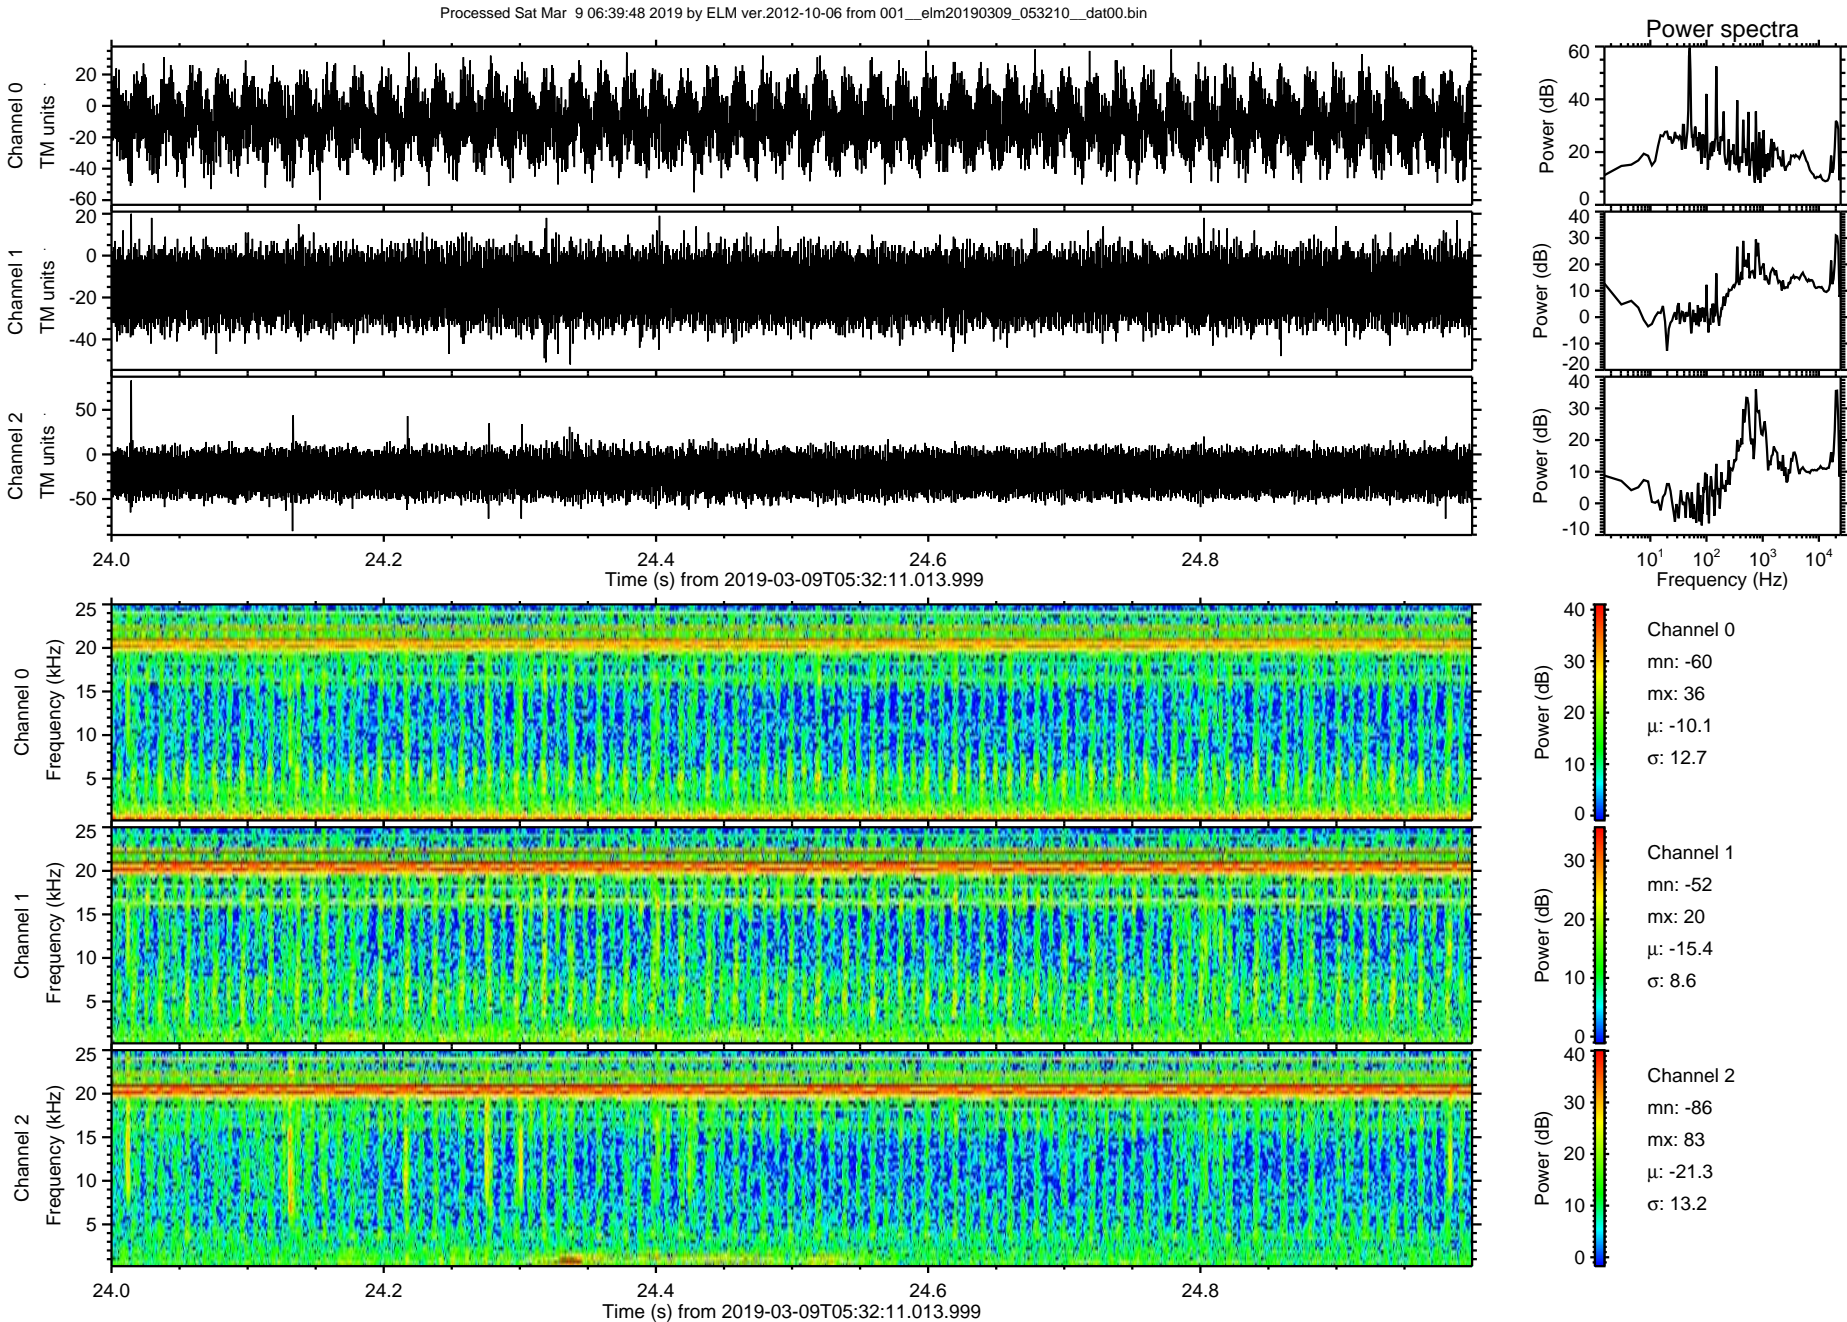 Processed Sat Mar  9 06:39:48 2019 by ELM ver.2012-10-06 from 001__elm20190309_053210__dat00.bin
Power spectra
Channel 0
TM units
20
0
-20
-40
-60
Power (dB)
60
40
20
0
Channel 1
TM units
20
0
-20
-40
Power (dB)
40
30
20
10
0
-10
-20
Channel 2
TM units
50
0
-50
Power (dB)
40
30
20
10
0
-10
24.0 24.2 24.4 24.6 24.8
Time (s) from 2019-03-09T05:32:11.013.999
10^1 10^2 10^3 10^4
Frequency (Hz)
Channel 0
Frequency (kHz)
25
20
15
10
5
Power (dB)
40
30
20
10
0
Channel 0
mn: -60
mx: 36
μ: -10.1
σ: 12.7
Channel 1
Frequency (kHz)
25
20
15
10
5
Power (dB)
30
20
10
0
Channel 1
mn: -52
mx: 20
μ: -15.4
σ: 8.6
Channel 2
Frequency (kHz)
25
20
15
10
5
Power (dB)
40
30
20
10
0
Channel 2
mn: -86
mx: 83
μ: -21.3
σ: 13.2
24.0 24.2 24.4 24.6 24.8
Time (s) from 2019-03-09T05:32:11.013.999